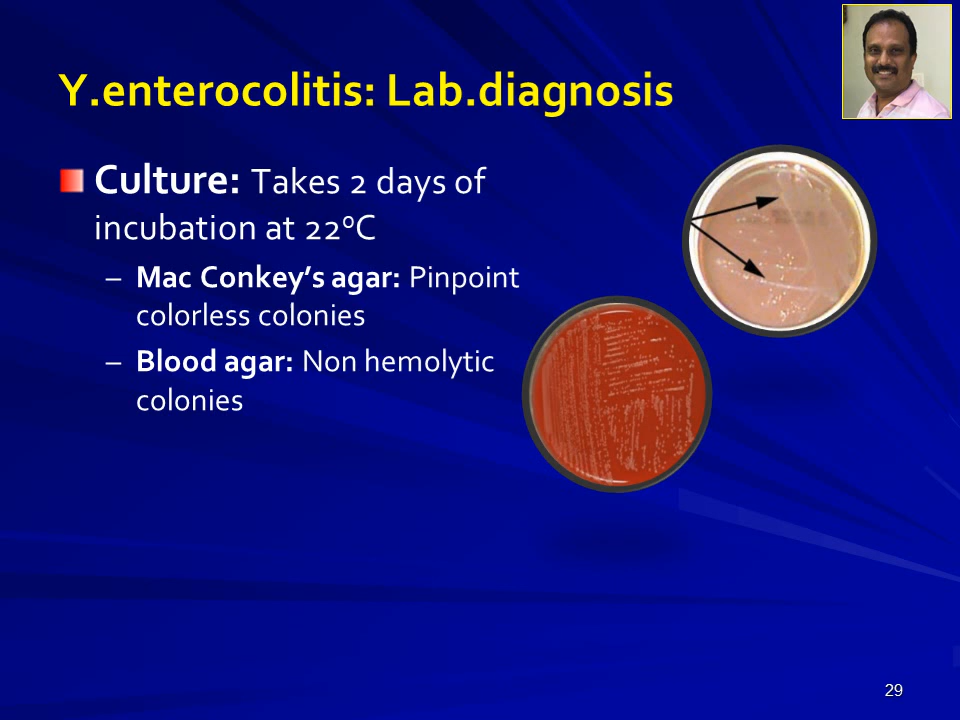 Y.enterocolitis: Lab.diagnosis
Culture: Takes 2 days of
incubation at 22⁰C
– Mac Conkey’s agar: Pinpoint
colorless colonies
– Blood agar: Non hemolytic
colonies
29